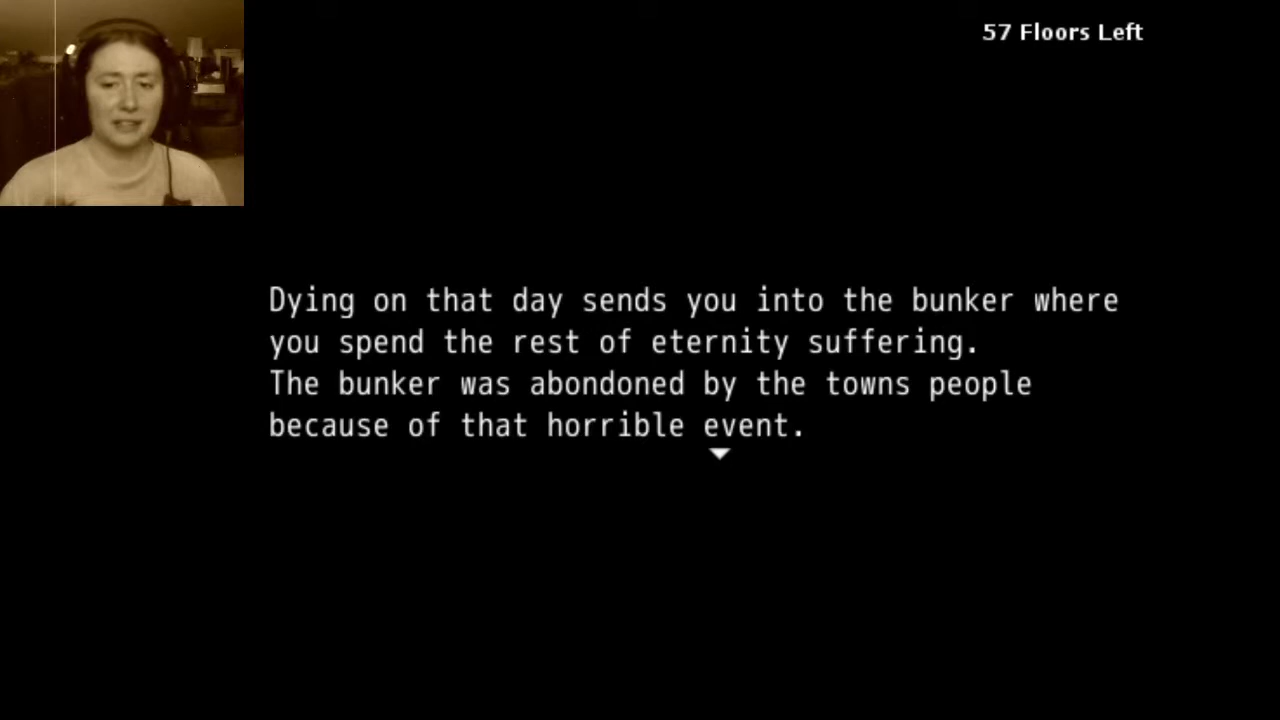 57 Floors Left
Dying on that day sends you into the bunker where
you spend the rest of eternity suffering.
The bunker was abondoned by the towns people
because of that horrible event.